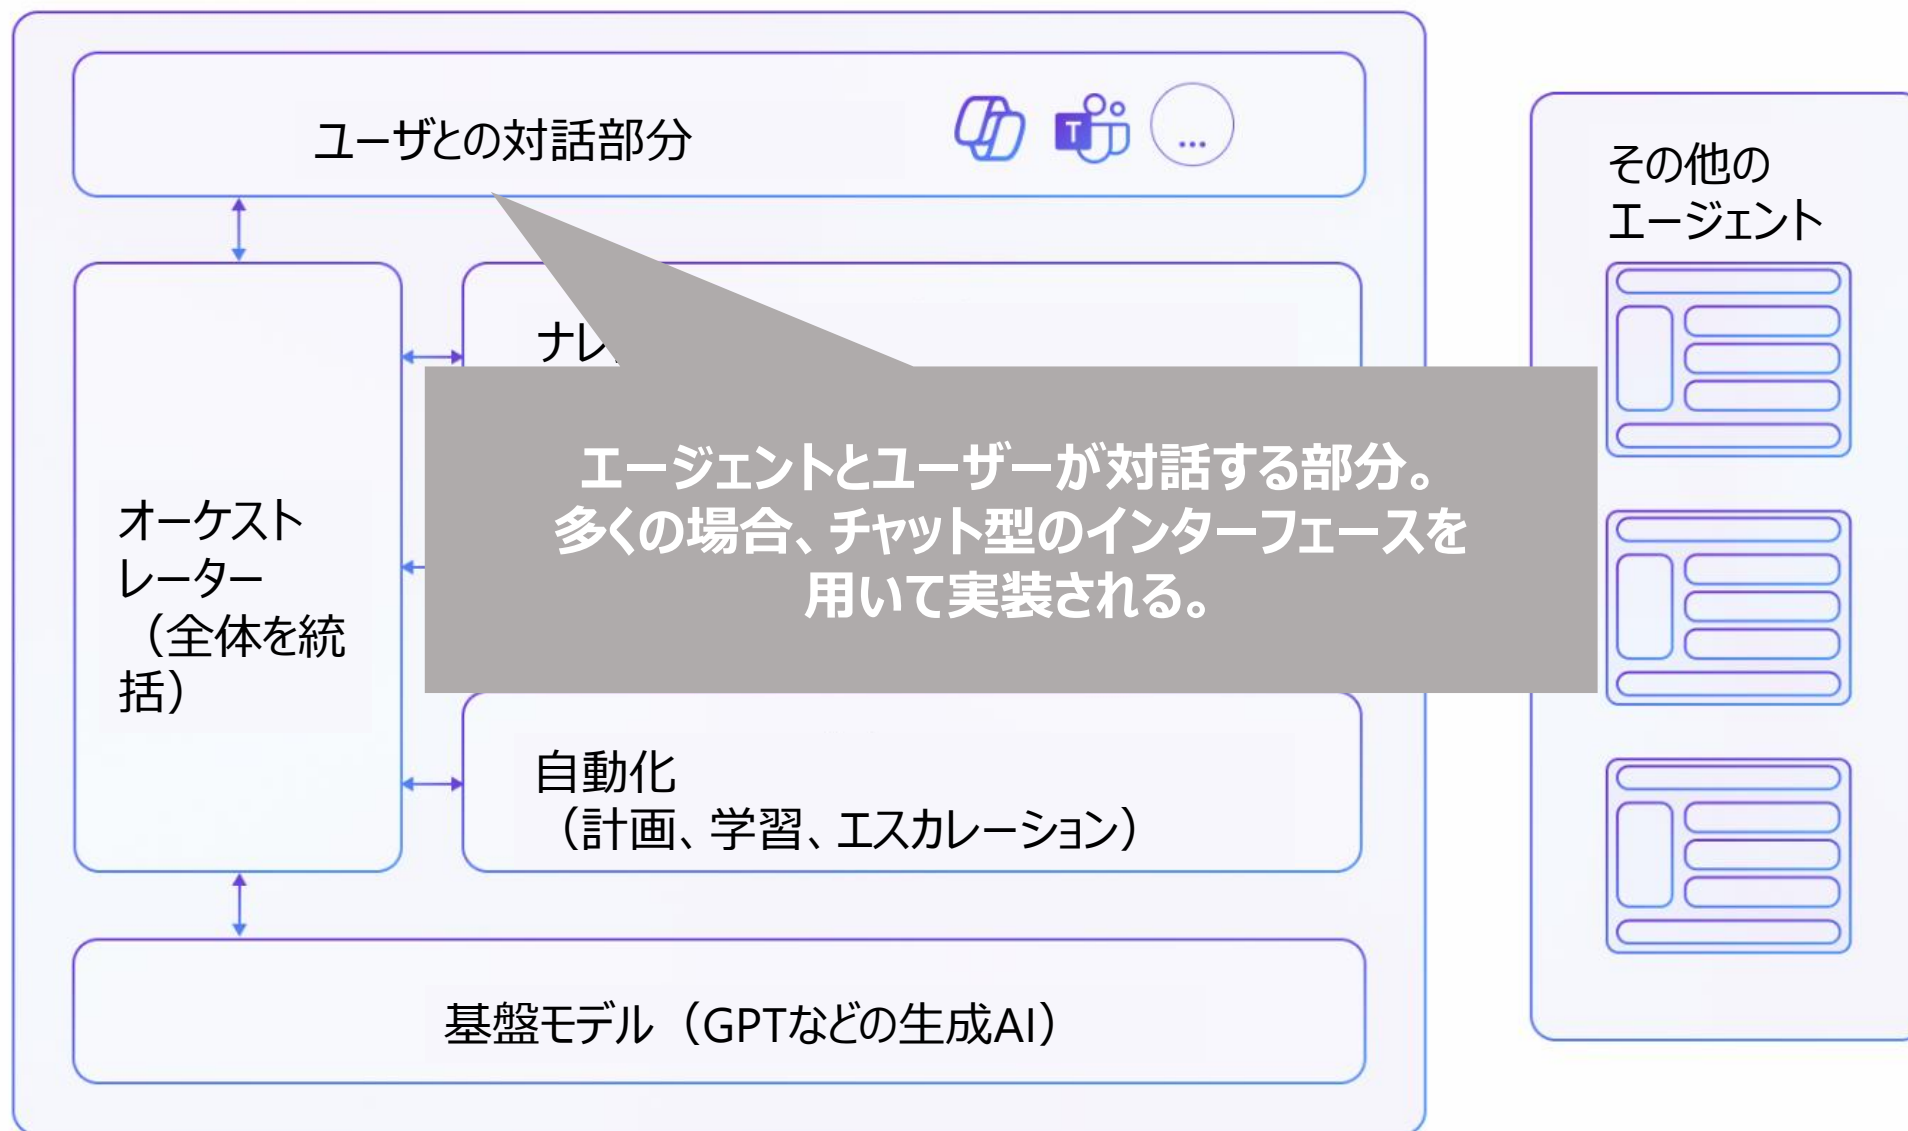 ユーザとの対話部分
T
...
その他の
エージェント
ナレ
エージェントとユーザーが対話する部分。
多くの場合、チャット型のインターフェースを
用いて実装される。
オーケスト
レーター
（全体を統
括）
自動化
（計画、学習、エスカレーション）
基盤モデル（GPTなどの生成AI）